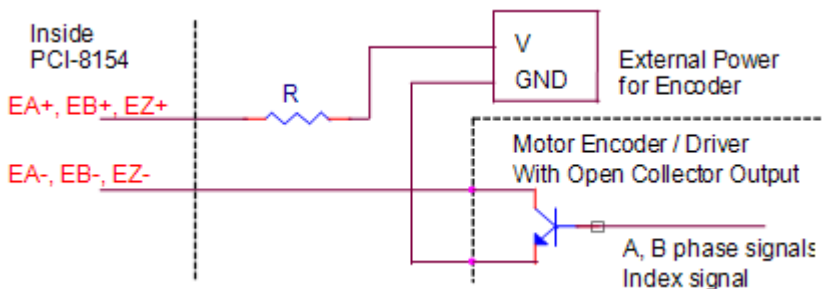 Inside
PCI-8154
EA+, EB+, EZ+
R
V
GND
External Power
for Encoder
EA-, EB-, EZ-
Motor Encoder / Driver
With Open Collector Output
A, B phase signals
Index signal